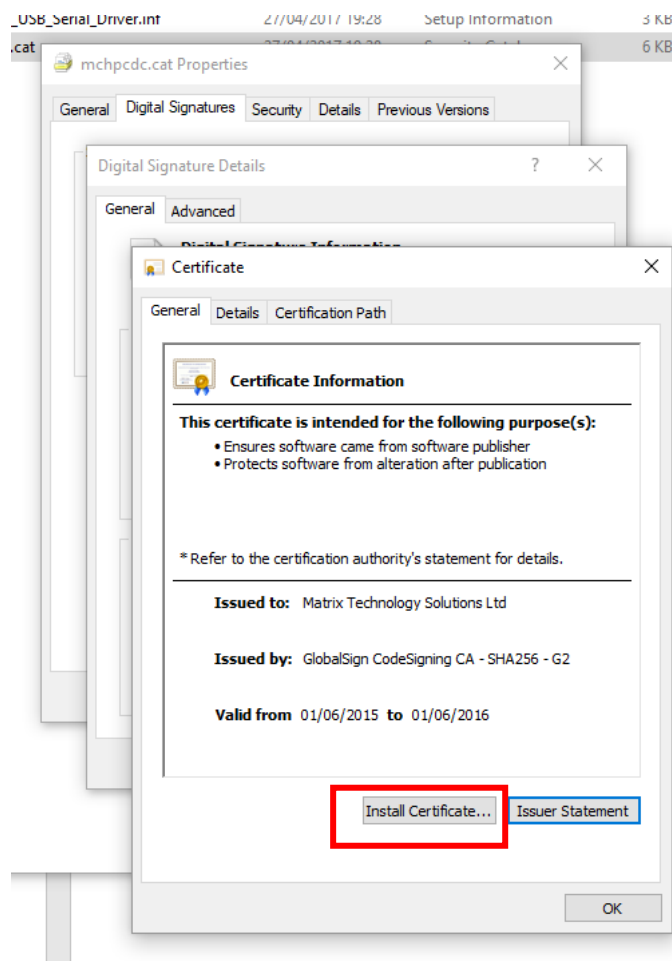 _USB_Serial_Driver.inf 27/04/2017 19:28 Setup Information 3 KB
.cat 6 KB
mchpcdc.cat Properties
General Digital Signatures Security Details Previous Versions
Digital Signature Details ?
General Advanced
Certificate
General Details Certification Path
Certificate Information
This certificate is intended for the following purpose(s):
• Ensures software came from software publisher
• Protects software from alteration after publication
* Refer to the certification authority's statement for details.
Issued to: Matrix Technology Solutions Ltd
Issued by: GlobalSign CodeSigning CA - SHA256 - G2
Valid from 01/06/2015 to 01/06/2016
Install Certificate... Issuer Statement
OK